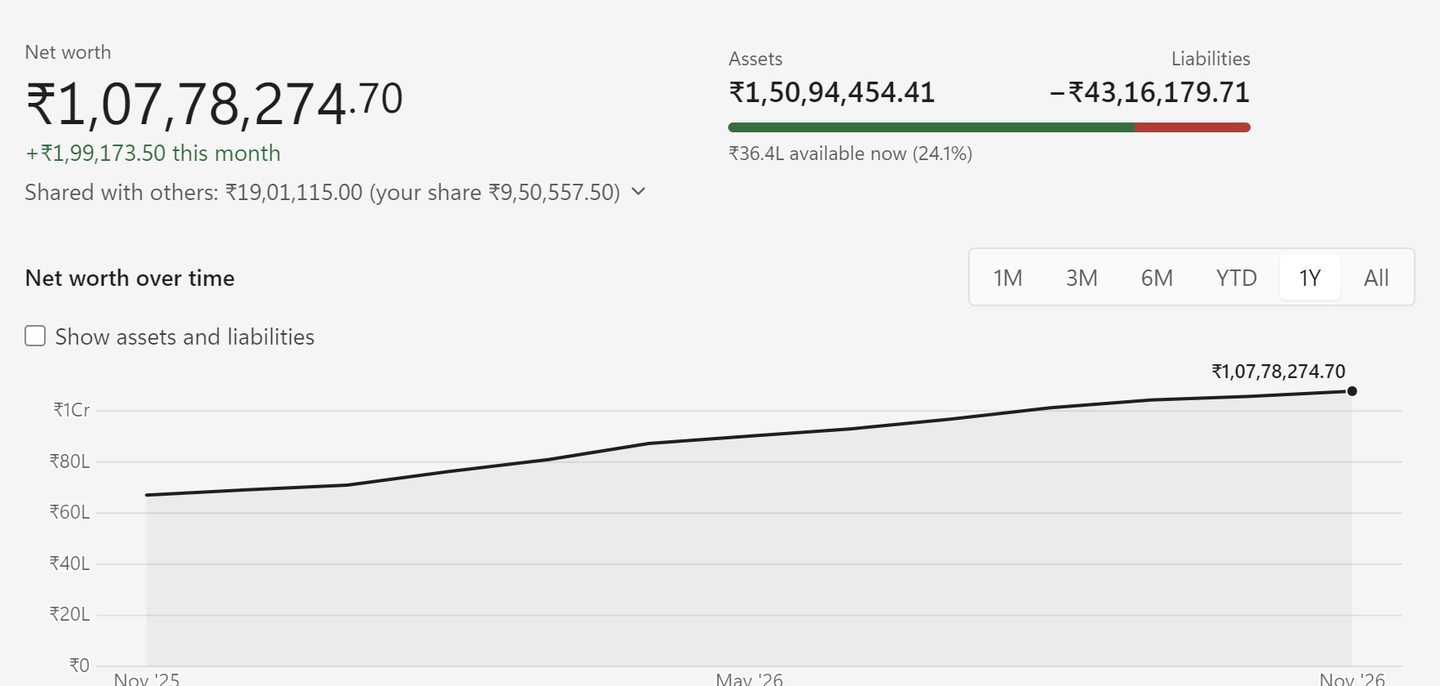 Net worth
₹1,07,78,274.70
+₹1,99,173.50 this month
Shared with others: ₹19,01,115.00 (your share ₹9,50,557.50)
Assets
Liabilities
₹1,50,94,454.41
−₹43,16,179.71
₹36.4L available now (24.1%)
Net worth over time
1M 3M 6M YTD 1Y All
Show assets and liabilities
₹1,07,78,274.70
₹1Cr
₹80L
₹60L
₹40L
₹20L
₹0
Nov '25 May '26 Nov '26